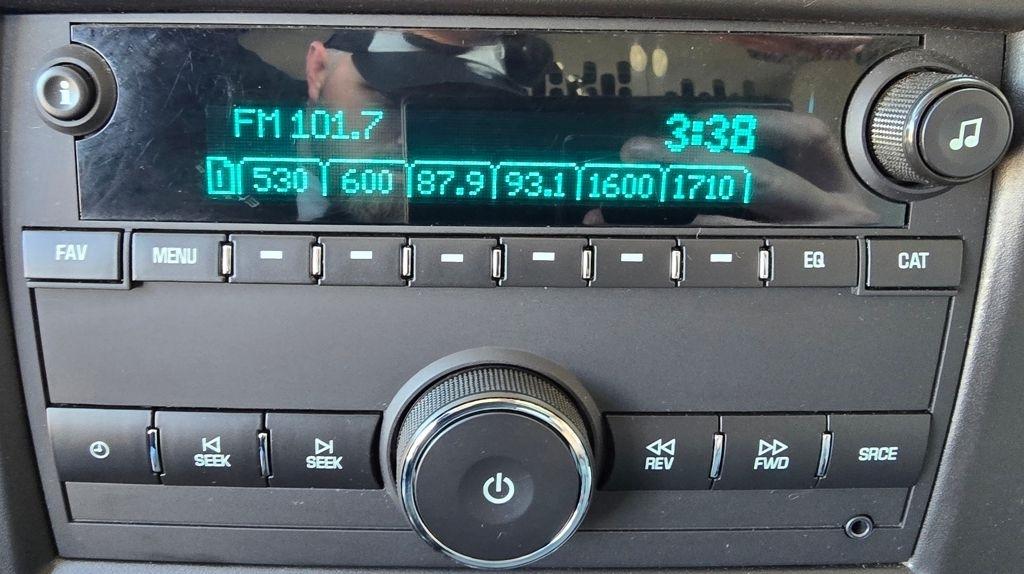 i
FM 101.7 3:38
1 530 600 87.9 93.1 1600 1710
FAV MENU EQ CAT
SEEK SEEK REV FWD SRCE